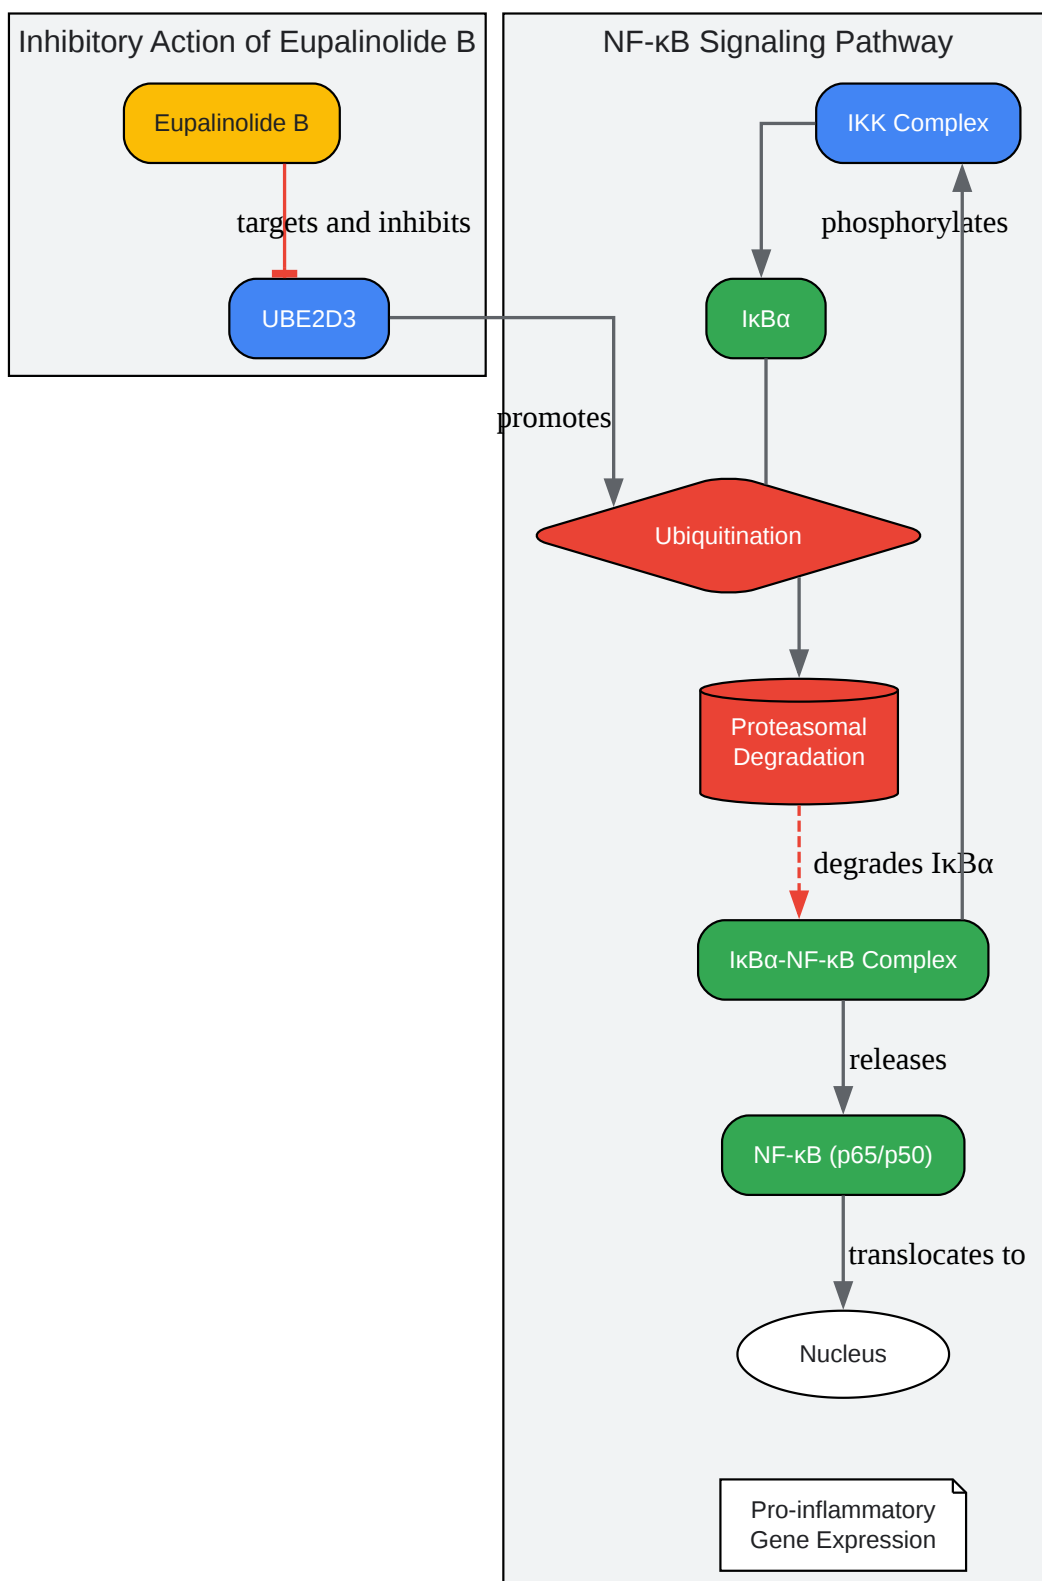 Inhibitory Action of Eupalinolide B
NF-κB Signaling Pathway
Eupalinolide B
IKK Complex
targets and inhibits
phosphorylates
UBE2D3
IκBα
promotes
Ubiquitination
Proteasomal
Degradation
degrades IκBα
IκBα-NF-κB Complex
releases
NF-κB (p65/p50)
translocates to
Nucleus
Pro-inflammatory
Gene Expression